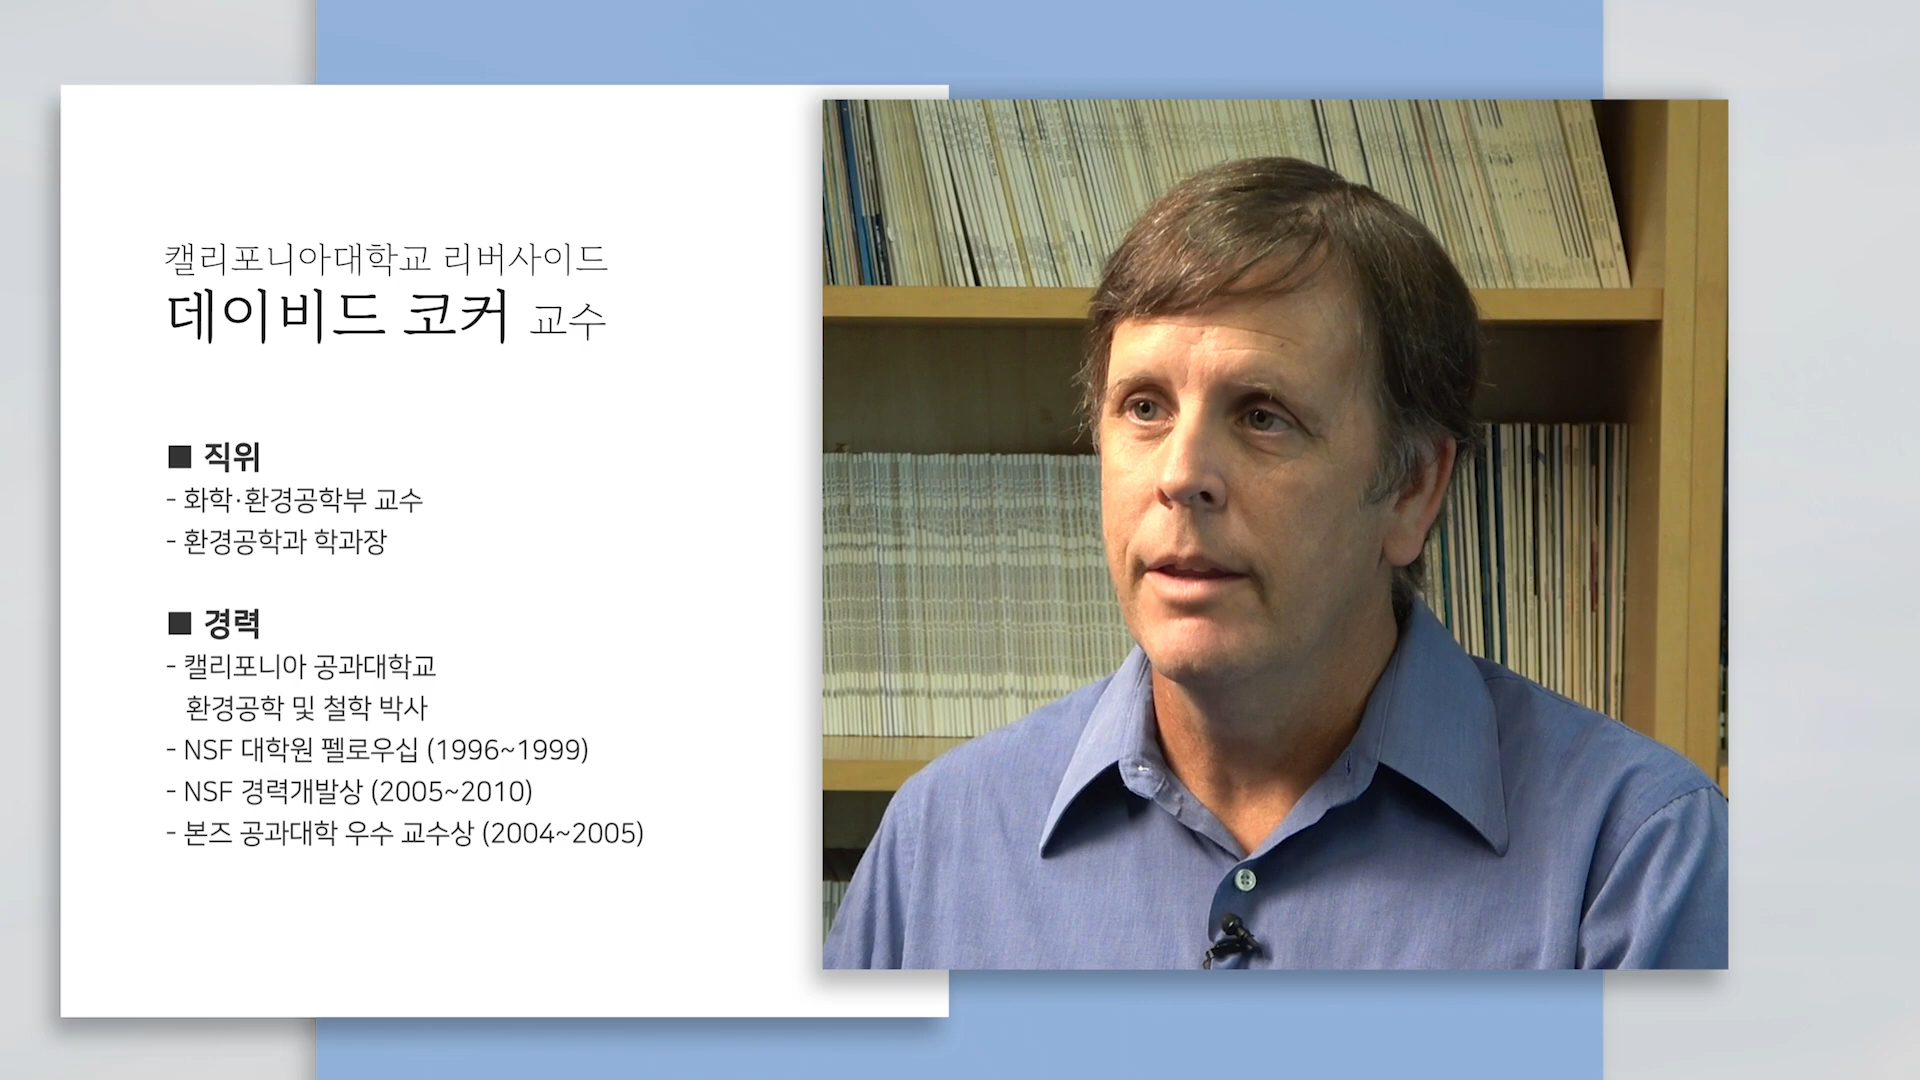 캘리포니아대학교 리버사이드
데이비드 코커 교수
■ 직위
- 화학·환경공학부 교수
- 환경공학과 학과장
■ 경력
- 캘리포니아 공과대학교
환경공학 및 철학 박사
- NSF 대학원 펠로우십 (1996~1999)
- NSF 경력개발상 (2005~2010)
- 본즈 공과대학 우수 교수상 (2004~2005)